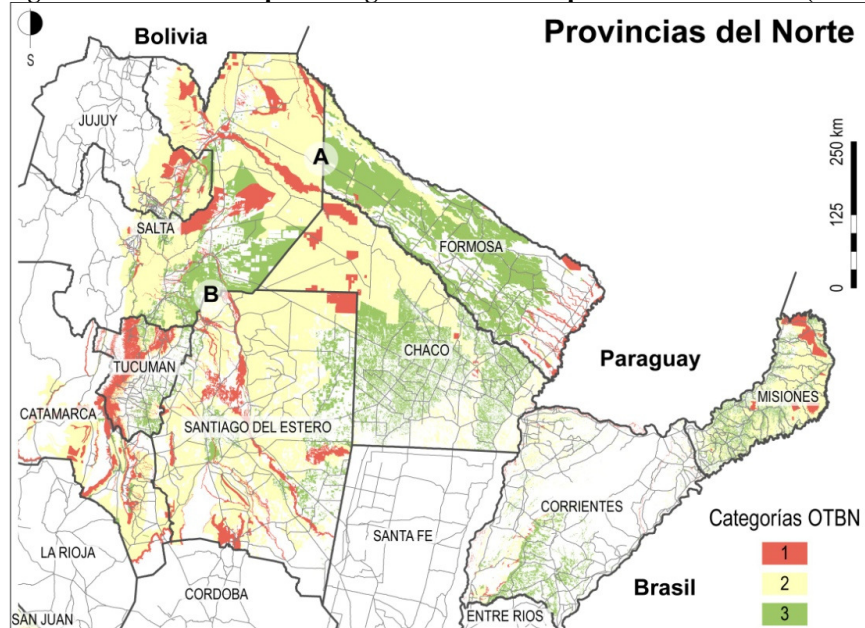 Provincias del Norte
Bolivia
S
JUJUY
250 km
125
0
A
SALTA
FORMOSA
B
CHACO
Paraguay
TUCUMAN
MISIONES
CATAMARCA
SANTIAGO DEL ESTERO
CORRIENTES
SANTA FE
Categorías OTBN
LA RIOJA
1
Brasil
2
CORDOBA
SAN JUAN
ENTRE RIOS
3